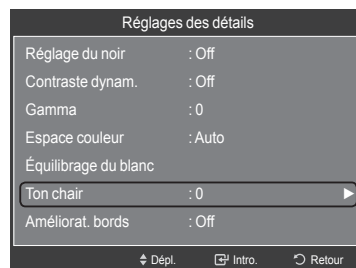 Réglages des détails
Réglage du noir : Off
Contraste dynam. : Off
Gamma : 0
Espace couleur : Auto
Équilibrage du blanc
Ton chair : 0
Améliorat. bords : Off
Dépl. Intro. Retour